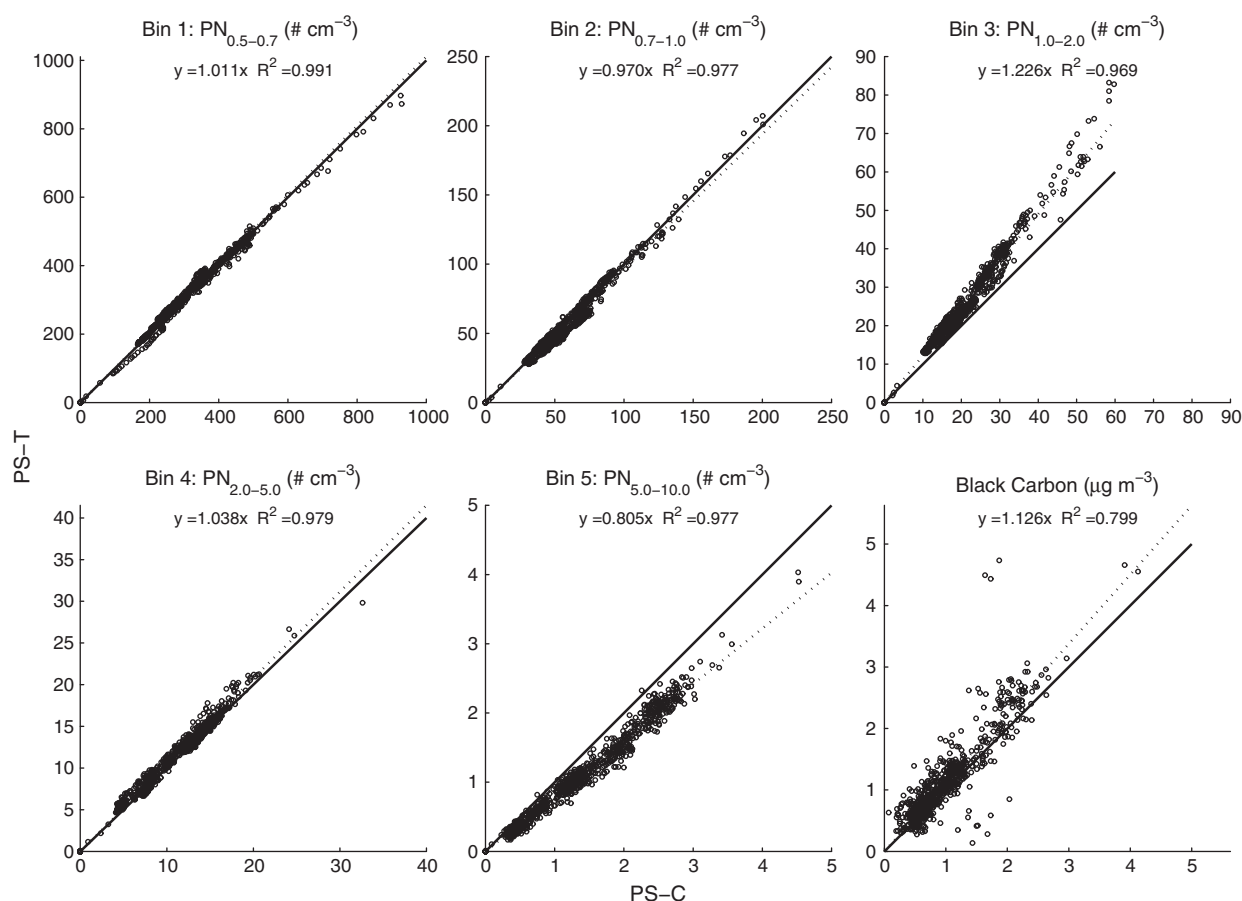 Bin 1: PN0.5−0.7 (# cm−3)
y=1.011x R2 =0.991
1000
800
600
400
200
0
0 200 400 600 800 1000
Bin 2: PN0.7−1.0 (# cm−3)
y=0.970x R2 =0.977
250
200
150
100
50
0
0 50 100 150 200 250
Bin 3: PN1.0−2.0 (# cm−3)
y=1.226x R2 =0.969
90
80
70
60
50
40
30
20
10
0
0 10 20 30 40 50 60 70 80 90
PS−T
Bin 4: PN2.0−5.0 (# cm−3)
y=1.038x R2 =0.979
40
35
30
25
20
15
10
5
0
0 10 20 30 40
Bin 5: PN5.0−10.0 (# cm−3)
y=0.805x R2 =0.977
5
4
3
2
1
0
0 1 2 3 4 5
Black Carbon (μg m−3)
y=1.126x R2 =0.799
5
4
3
2
1
0
0 1 2 3 4 5
PS−C